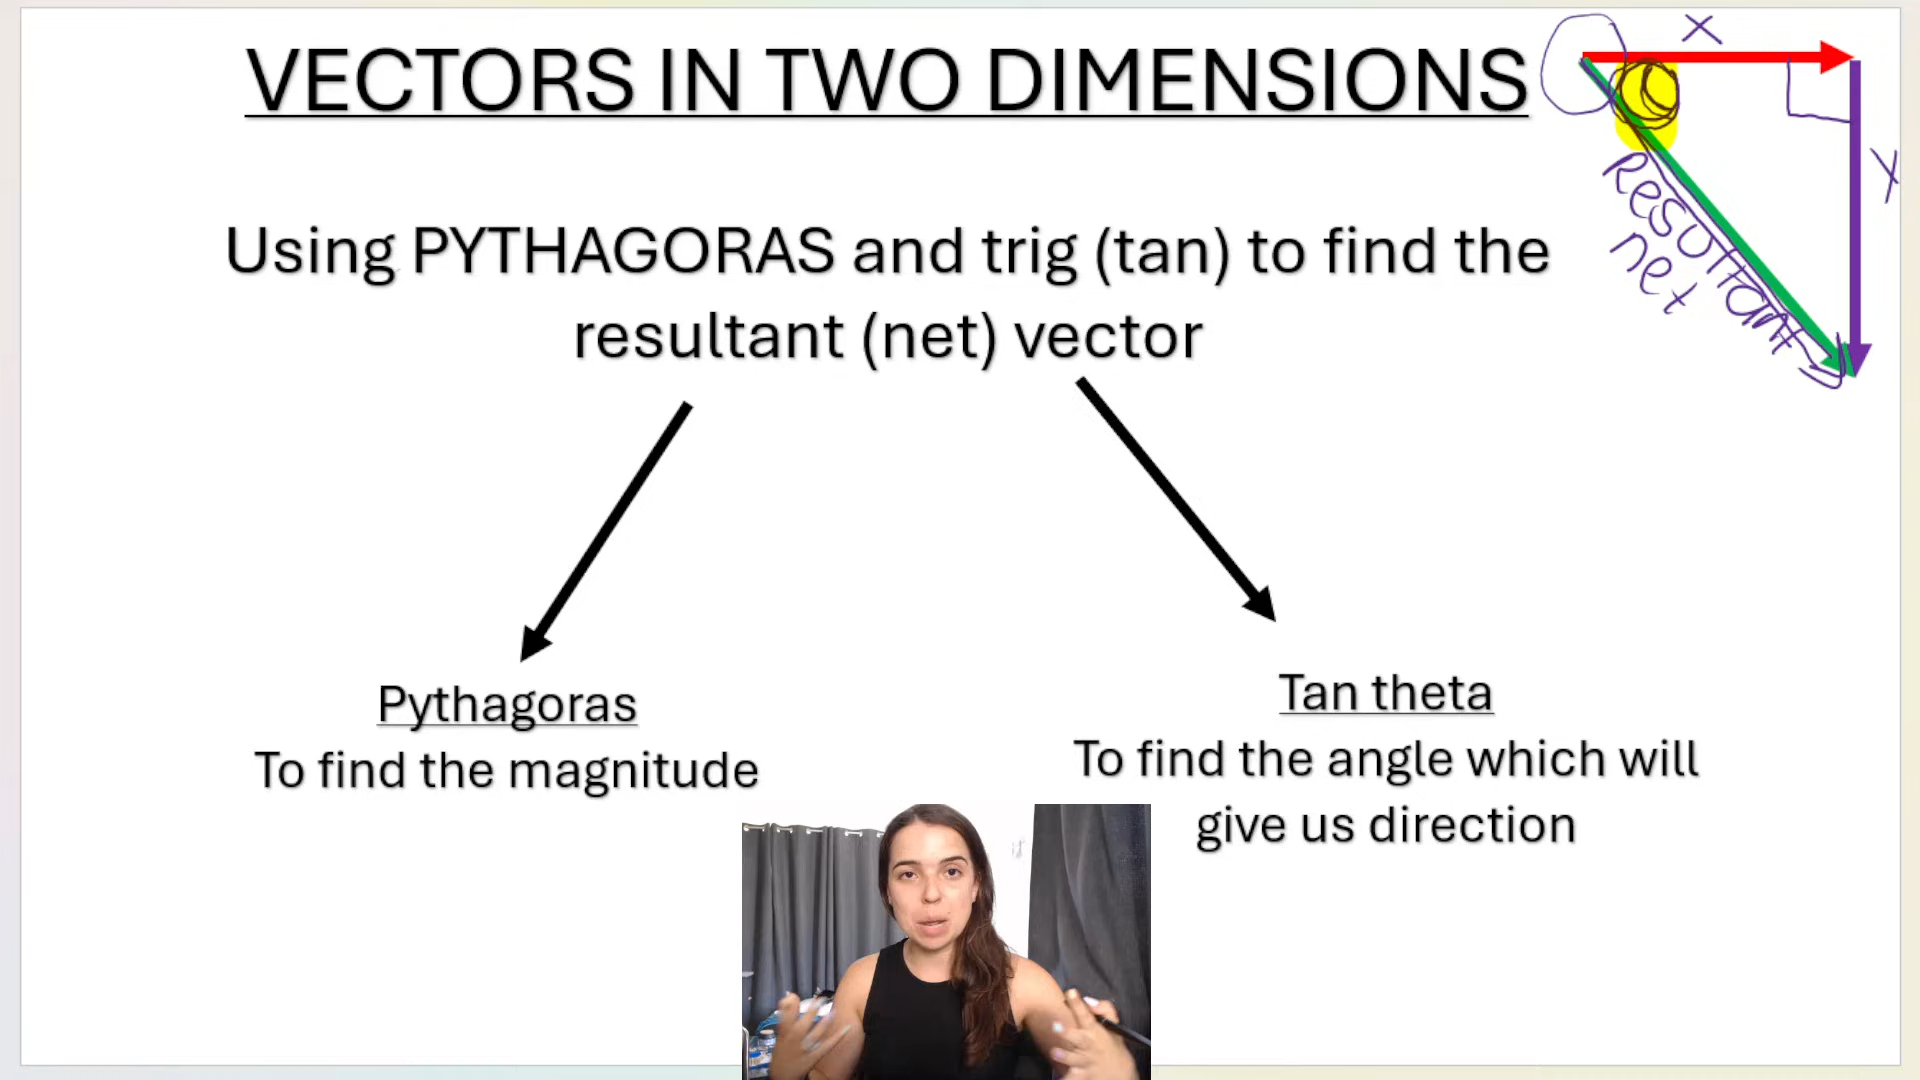 VECTORS IN TWO DIMENSIONS
x
y
Resultant
net
Using PYTHAGORAS and trig (tan) to find the
resultant (net) vector
Pythagoras
To find the magnitude
Tan theta
To find the angle which will
give us direction